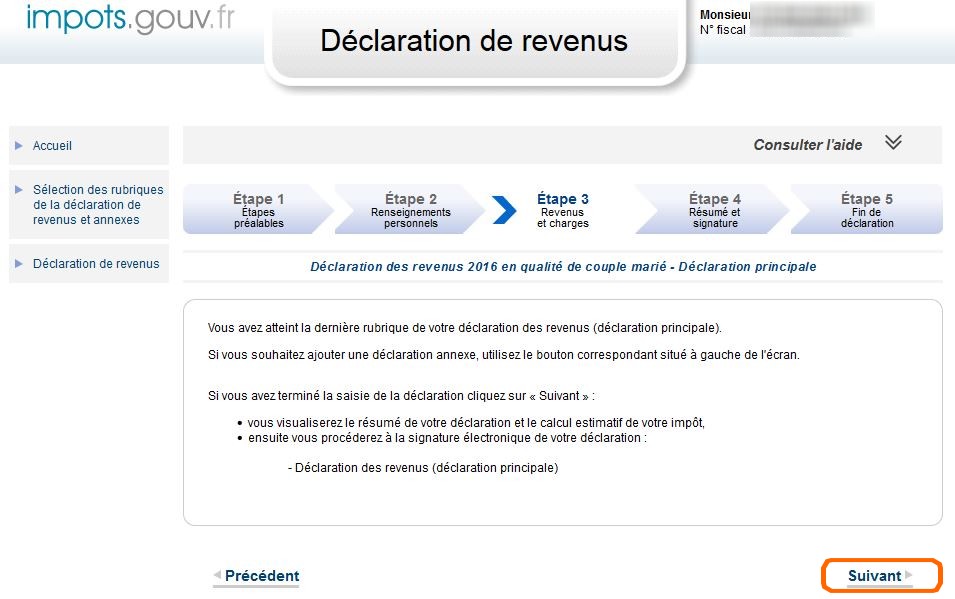 impots.gouv.fr
Déclaration de revenus
Monsieur
N° fiscal
Accueil
Sélection des rubriques
de la déclaration de
revenus et annexes
Déclaration de revenus
Consulter l'aide
Étape 1
Étapes
préalables
Étape 2
Renseignements
personnels
Étape 3
Revenus
et charges
Étape 4
Résumé et
signature
Étape 5
Fin de
déclaration
Déclaration des revenus 2016 en qualité de couple marié - Déclaration principale
Vous avez atteint la dernière rubrique de votre déclaration des revenus (déclaration principale).
Si vous souhaitez ajouter une déclaration annexe, utilisez le bouton correspondant situé à gauche de l'écran.
Si vous avez terminé la saisie de la déclaration cliquez sur « Suivant » :
• vous visualiserez le résumé de votre déclaration et le calcul estimatif de votre impôt,
• ensuite vous procéderez à la signature électronique de votre déclaration :
- Déclaration des revenus (déclaration principale)
Précédent
Suivant